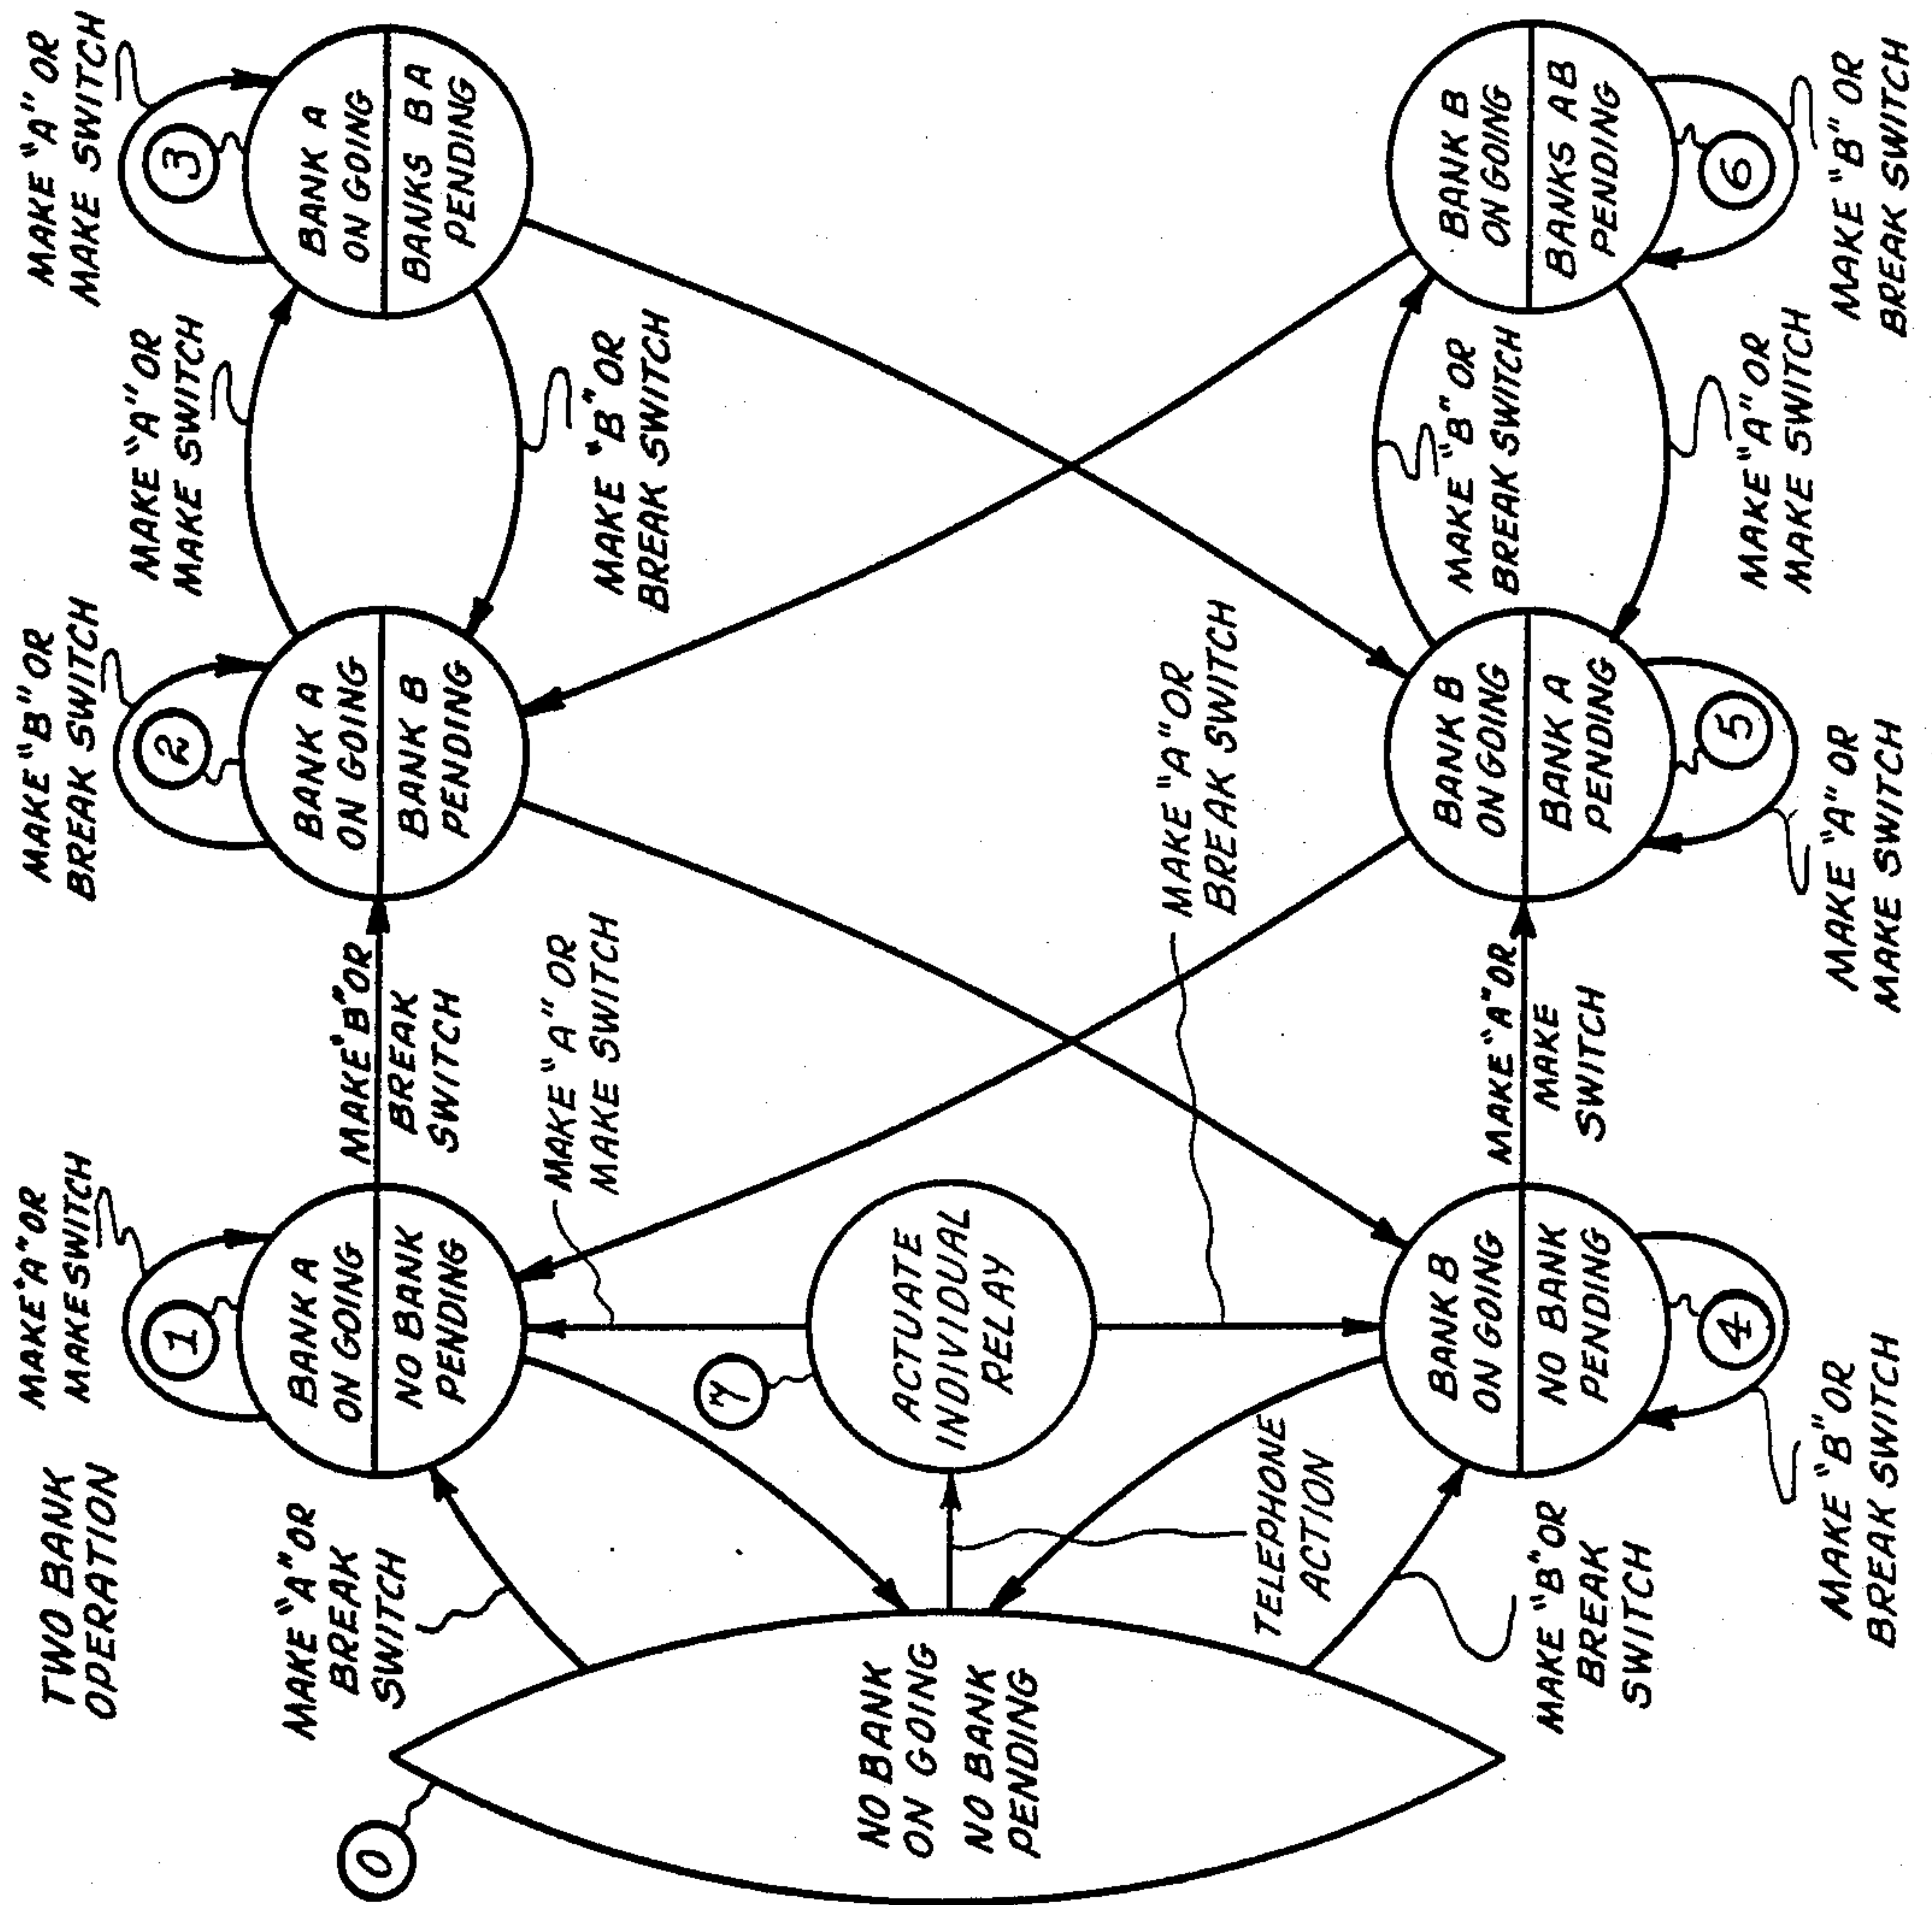 TWO BANK
OPERATION
0
NO BANK
ON GOING
NO BANK
PENDING
MAKE "A" OR
BREAK
SWITCH
MAKE "B" OR
BREAK
SWITCH
TELEPHONE
ACTION
MAKE "A" OR
MAKE SWITCH
1
BANK A
ON GOING
NO BANK
PENDING
7
ACTUATE
INDIVIDUAL
RELAY
BANK B
ON GOING
NO BANK
PENDING
4
MAKE "B" OR
BREAK SWITCH
MAKE "B" OR
BREAK
SWITCH
MAKE "A" OR
MAKE SWITCH
MAKE "A" OR
BREAK SWITCH
MAKE "A" OR
MAKE
SWITCH
MAKE "B" OR
BREAK SWITCH
2
BANK A
ON GOING
BANK B
PENDING
BANK B
ON GOING
BANK A
PENDING
5
MAKE "A" OR
MAKE SWITCH
MAKE "A" OR
MAKE SWITCH
MAKE "B" OR
BREAK SWITCH
MAKE "B" OR
BREAK SWITCH
MAKE "A" OR
MAKE SWITCH
MAKE "A" OR
MAKE SWITCH
3
BANK A
ON GOING
BANKS B A
PENDING
BANK B
ON GOING
BANKS AB
PENDING
6
MAKE "B" OR
BREAK SWITCH